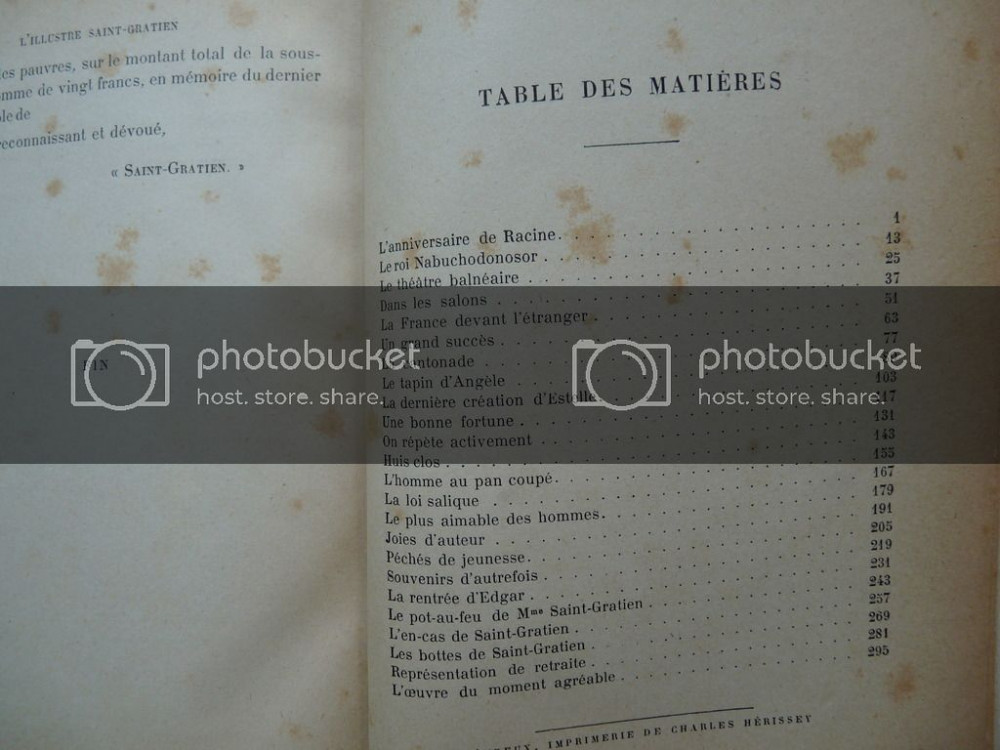 L'ILLUSTRE SAINT-GRATIEN
pauvres, sur le montant total de la sous-
de vingt francs, en mémoire du dernier
de
reconnaissant et dévoué,
« SAINT-GRATIEN. »
FIN
TABLE DES MATIÈRES
L'anniversaire de Racine. 1
Le roi Nabuchodonosor 13
Le théâtre balnéaire 25
Dans les salons 37
La France devant l'étranger. 51
Un grand succès 63
77
Le tapin d'Angèle
La dernière création d'Estelle 103
Une bonne fortune 117
On répète activement 131
Huis clos 143
L'homme au pan coupé. 155
La loi salique 167
Le plus aimable des hommes. 179
Joies d'auteur 191
Péchés de jeunesse. 205
Souvenirs d'autrefois 219
La rentrée d'Edgar 231
Le pot-au-feu de Mme Saint-Gratien 243
L'en-cas de Saint-Gratien 257
Les bottes de Saint-Gratien 269
Représentation de retraite 281
L'œuvre du moment agréable 295
IMPRIMERIE DE CHARLES HÉRISSEY
photobucket
host. store. share.
photobucket
host. store. share.